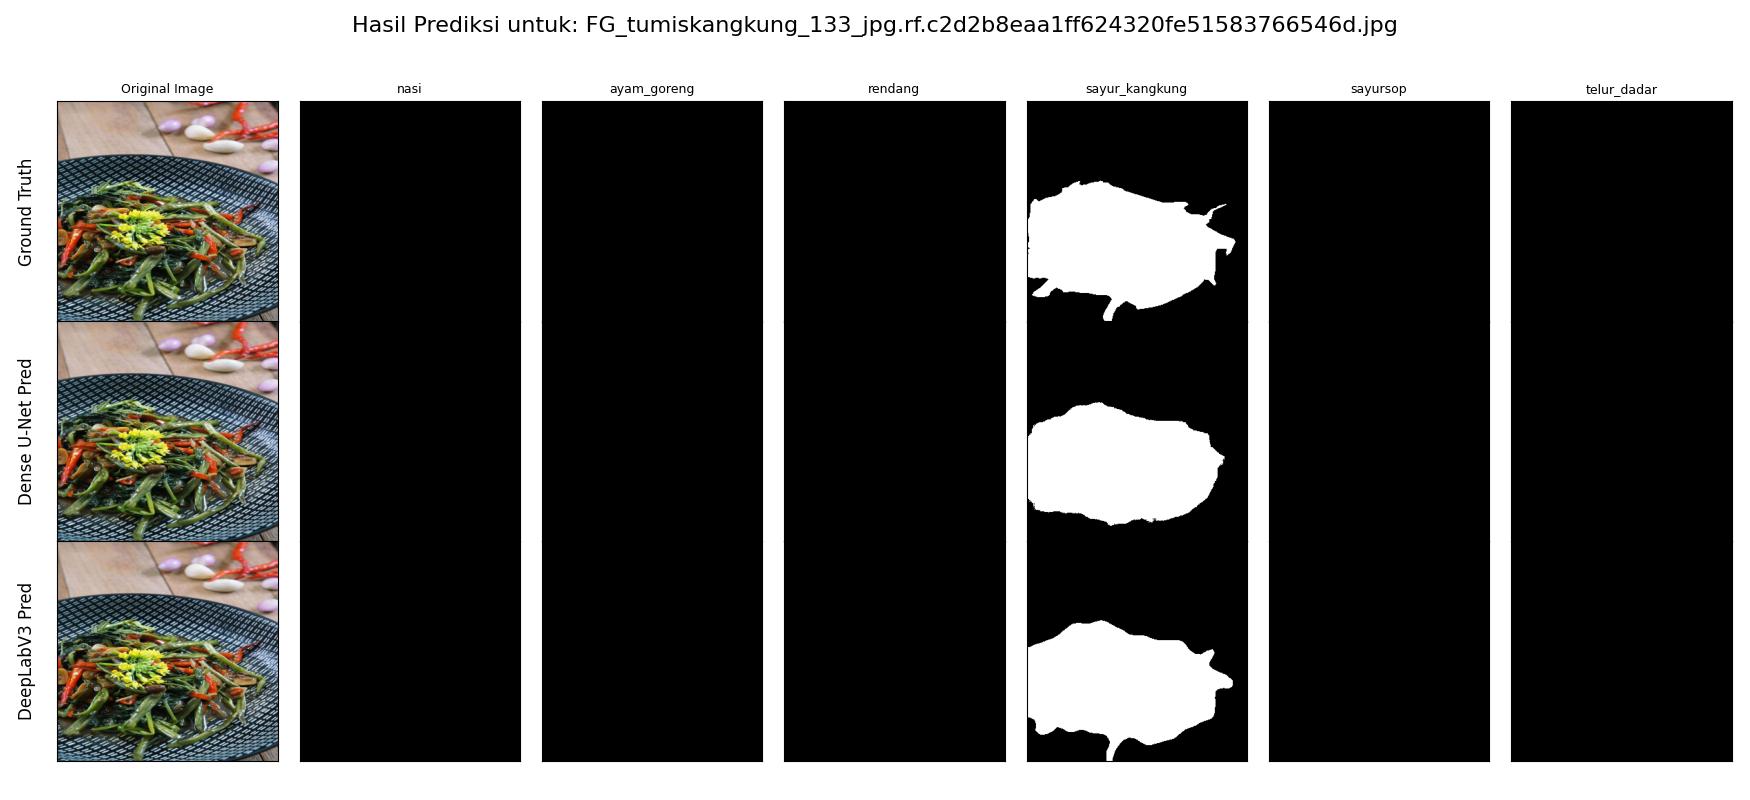 Hasil Prediksi untuk: FG_tumiskangkung_133_jpg.rf.c2d2b8eaa1ff624320fe51583766546d.jpg
Original Image nasi ayam_goreng rendang sayur_kangkung sayursop telur_dadar
Ground Truth
Dense U-Net Pred
DeepLabV3 Pred